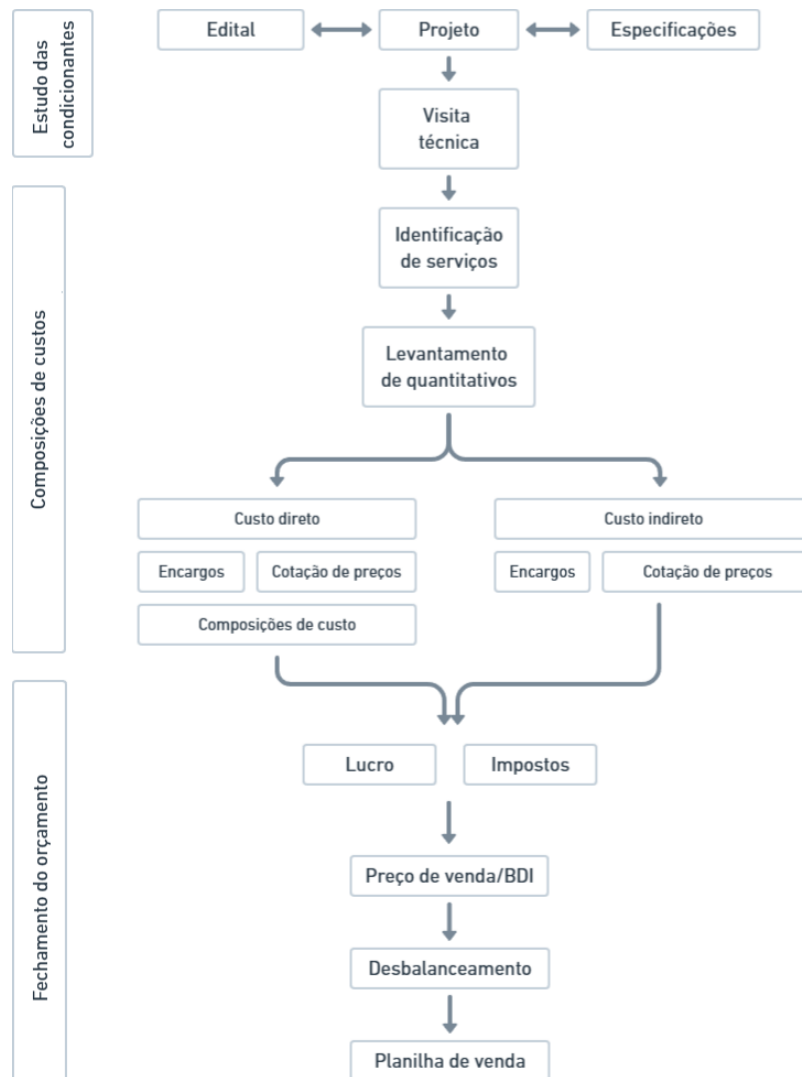 Estudo das
condicionantes
Edital
Projeto
Especificações
Visita
técnica
Composições de custos
Identificação
de serviços
Levantamento
de quantitativos
Custo direto
Custo indireto
Encargos
Cotação de preços
Encargos
Cotação de preços
Composições de custo
Fechamento do orçamento
Lucro
Impostos
Preço de venda/BDI
Desbalanceamento
Planilha de venda